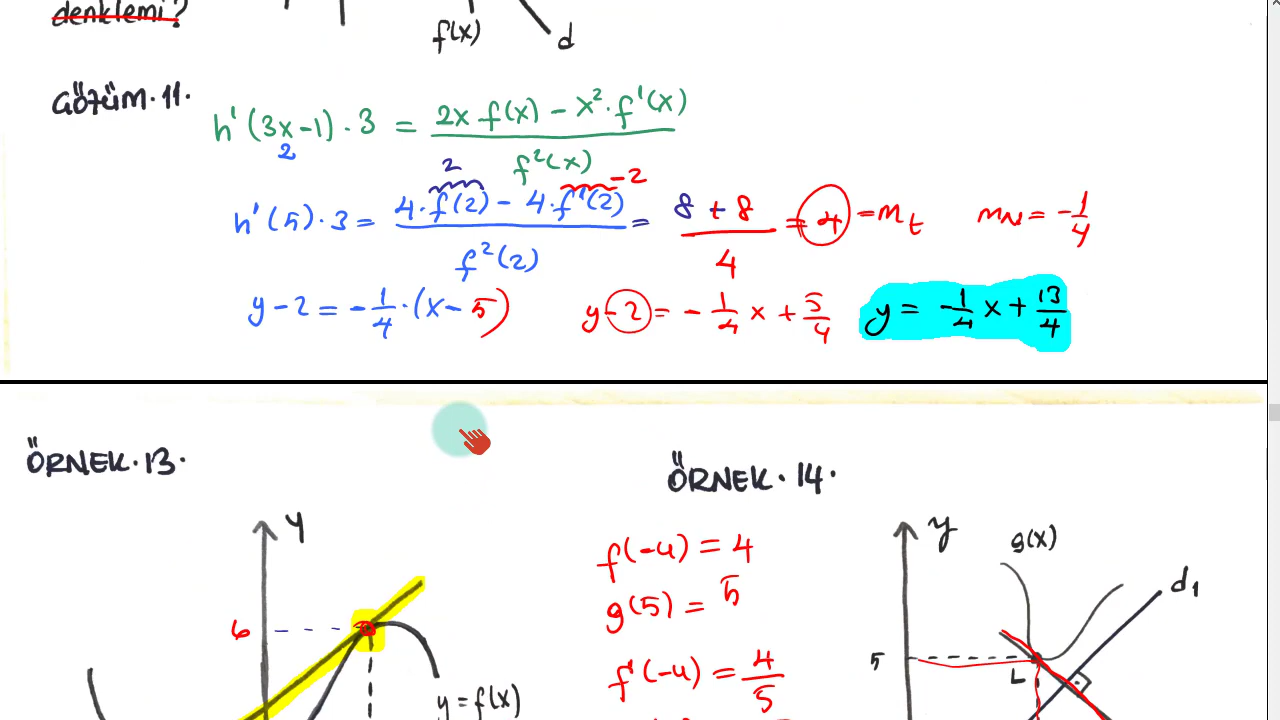 denklemi?
f(x)
d
ÇÖZÜM.11.
h'(3x-1)·3 = (2x f(x) - x²·f'(x)) / f²(x)
2
2
-2
h'(5)·3 = (4·f(2) - 4·f'(2)) / f²(2) = (8+8)/4 = 4 = m_t m_N = -1/4
y-2 = -1/4·(x-5) y-2 = -1/4 x + 5/4 y = -1/4 x + 13/4
ÖRNEK.13.
y
6
y=f(x)
ÖRNEK.14.
f(-4) = 4
g(5) = 5
f'(-4) = 4/5
y
g(x)
d₁
5
L